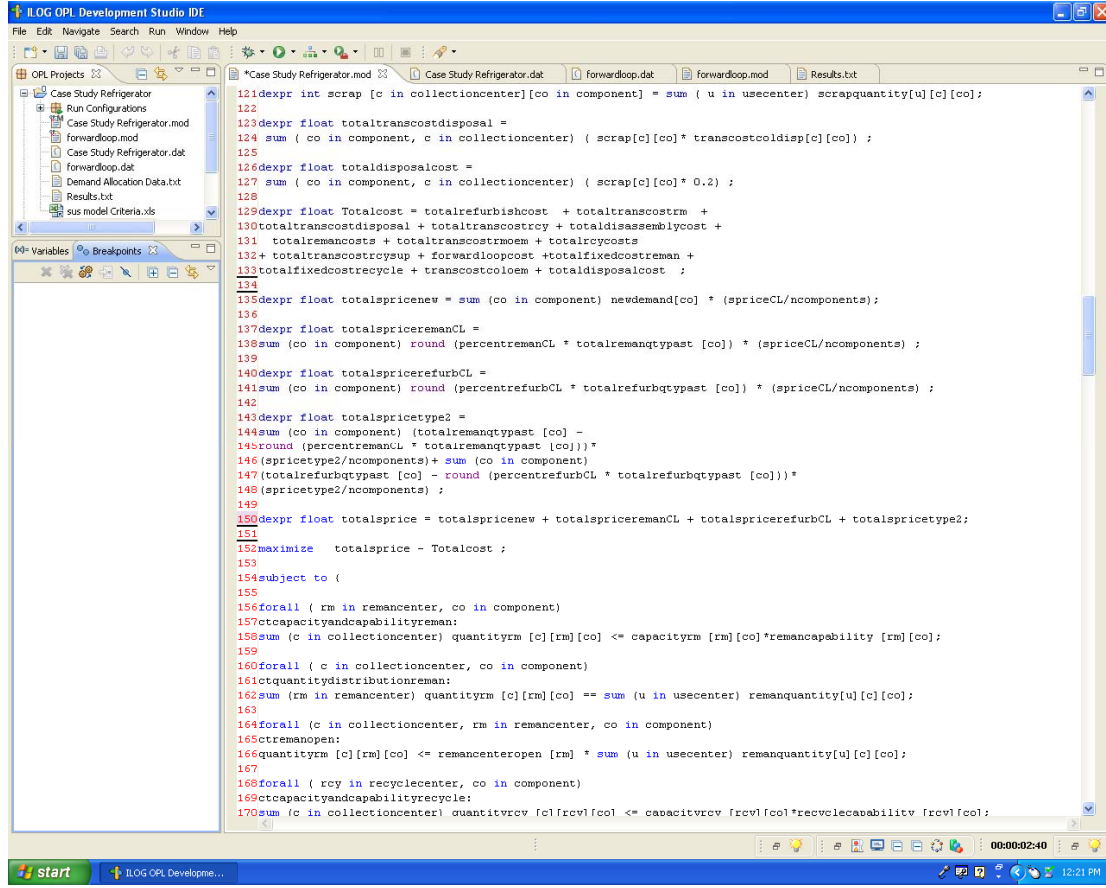 ILOG OPL Development Studio IDE
File Edit Navigate Search Run Window Help
OPL Projects
*Case Study Refrigerator.mod Case Study Refrigerator.dat forwardloop.dat forwardloop.mod Results.txt
Case Study Refrigerator
Run Configurations
Case Study Refrigerator.mod
forwardloop.mod
Case Study Refrigerator.dat
forwardloop.dat
Demand Allocation Data.txt
Results.txt
sus model Criteria.xls
Variables Breakpoints
121dexpr int scrap [c in collectioncenter][co in component] = sum ( u in usecenter) scrapquantity[u][c][co];
122
123dexpr float totaltranscostdisposal =
124 sum ( co in component, c in collectioncenter) ( scrap[c][co]* transcostcoldisp[c][co]) ;
125
126dexpr float totaldisposalcost =
127 sum ( co in component, c in collectioncenter) ( scrap[c][co]* 0.2) ;
128
129dexpr float Totalcost = totalrefurbishcost + totaltranscostrm +
130totaltranscostdisposal + totaltranscostrcy + totaldisassemblycost +
131 totalremancosts + totaltranscostrmoem + totalrcycosts
132+ totaltranscostrcysup + forwardloopcost +totalfixedcostreman +
133totalfixedcostrecycle + transcostcoloem + totaldisposalcost ;
134
135dexpr float totalspricenew = sum (co in component) newdemand[co] * (spriceCL/ncomponents);
136
137dexpr float totalspriceremanCL =
138sum (co in component) round (percentremanCL * totalremanqtypast [co]) * (spriceCL/ncomponents) ;
139
140dexpr float totalspricerefurbCL =
141sum (co in component) round (percentrefurbCL * totalrefurbqtypast [co]) * (spriceCL/ncomponents) ;
142
143dexpr float totalspricetype2 =
144sum (co in component) (totalremanqtypast [co] -
145round (percentremanCL * totalremanqtypast [co]))*
146(spricetype2/ncomponents)+ sum (co in component)
147(totalrefurbqtypast [co] - round (percentrefurbCL * totalrefurbqtypast [co]))*
148(spricetype2/ncomponents) ;
149
150dexpr float totalsprice = totalspricenew + totalspriceremanCL + totalspricerefurbCL + totalspricetype2;
151
152maximize totalsprice - Totalcost ;
153
154subject to {
155
156forall ( rm in remancenter, co in component)
157ctcapacityandcapabilityreman:
158sum (c in collectioncenter) quantityrm [c][rm][co] <= capacityrm [rm][co]*remancapability [rm][co];
159
160forall ( c in collectioncenter, co in component)
161ctquantitydistributionreman:
162sum (rm in remancenter) quantityrm [c][rm][co] == sum (u in usecenter) remanquantity[u][c][co];
163
164forall (c in collectioncenter, rm in remancenter, co in component)
165ctremanopen:
166quantityrm [c][rm][co] <= remancenteropen [rm] * sum (u in usecenter) remanquantity[u][c][co];
167
168forall ( rcy in recyclecenter, co in component)
169ctcapacityandcapabilityrecycle:
170sum (c in collectioncenter) quantityrcy [c][rcy][co] <= capacityrcy [rcy][co]*recyclecapability [rcy][co];
00:00:02:40
start ILOG OPL Developme... 12:21 PM